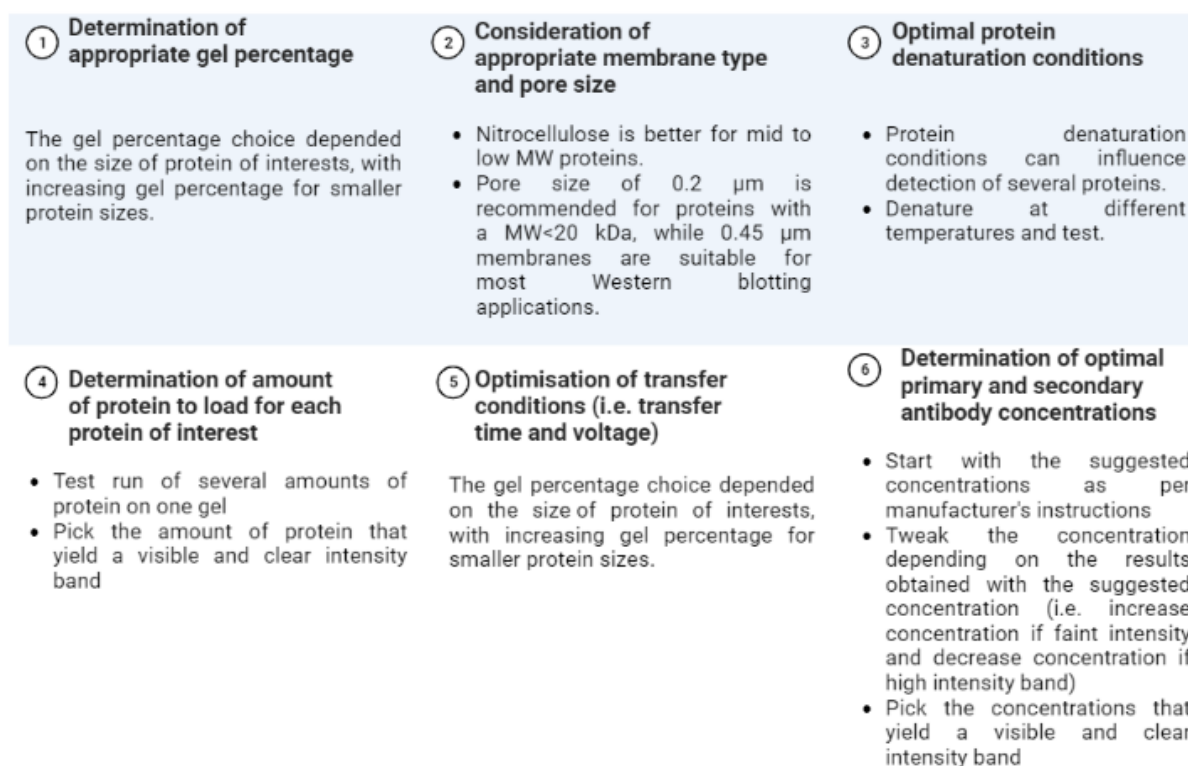 1
Determination of
appropriate gel percentage
The gel percentage choice depended
on the size of protein of interests, with
increasing gel percentage for smaller
protein sizes.
2
Consideration of
appropriate membrane type
and pore size
• Nitrocellulose is better for mid to
low MW proteins.
• Pore size of 0.2 µm is
recommended for proteins with
a MW<20 kDa, while 0.45 µm
membranes are suitable for
most Western blotting
applications.
3
Optimal protein
denaturation conditions
• Protein denaturation
conditions can influence
detection of several proteins.
• Denature at different
temperatures and test.
4
Determination of amount
of protein to load for each
protein of interest
• Test run of several amounts of
protein on one gel
• Pick the amount of protein that
yield a visible and clear intensity
band
5
Optimisation of transfer
conditions (i.e. transfer
time and voltage)
The gel percentage choice depended
on the size of protein of interests,
with increasing gel percentage for
smaller protein sizes.
6
Determination of optimal
primary and secondary
antibody concentrations
• Start with the suggested
concentrations as per
manufacturer's instructions
• Tweak the concentration
depending on the results
obtained with the suggested
concentration (i.e. increase
concentration if faint intensity
and decrease concentration if
high intensity band)
• Pick the concentrations that
yield a visible and clear
intensity band